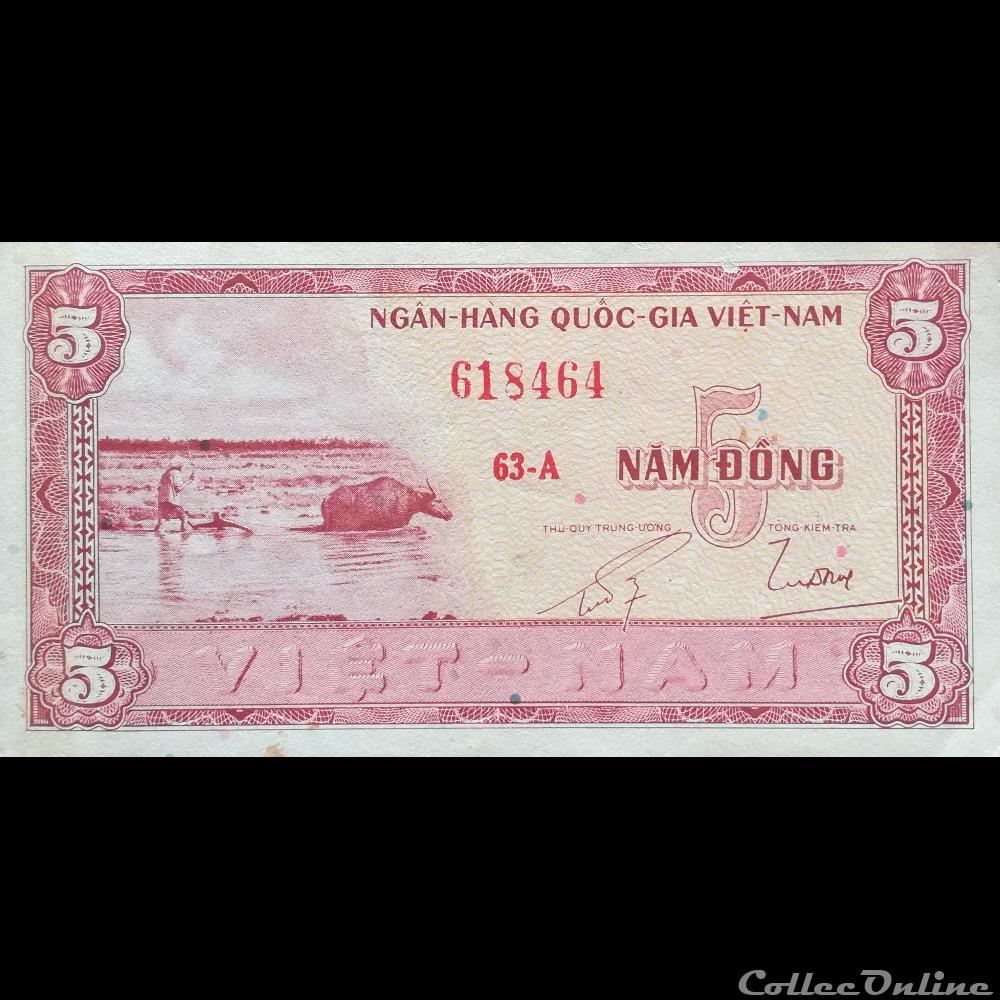 5 5
NGÂN-HÀNG QUỐC-GIA VIỆT-NAM
618464
5
63-A NĂM ĐỒNG
THỦ-QUỸ TRUNG-ƯƠNG TỔNG-KIỂM-TRA
VIỆT-NAM
5 5
CollecOnline